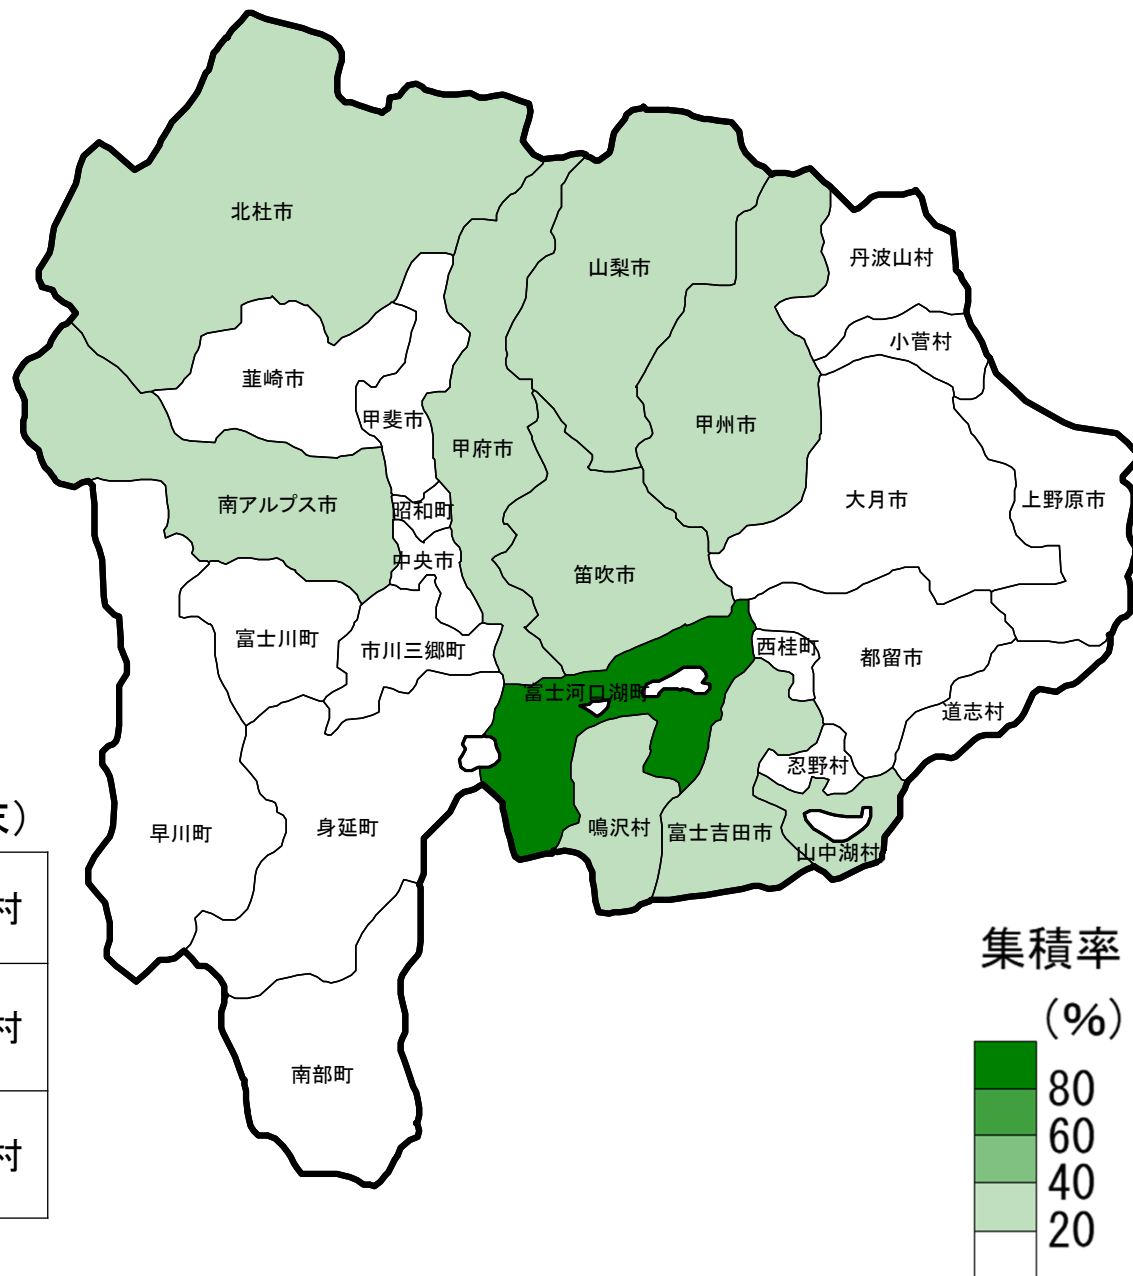 北杜市
山梨市
丹波山村
小菅村
韮崎市
甲斐市
甲府市
甲州市
南アルプス市
昭和町
大月市
上野原市
中央市
笛吹市
富士川町
市川三郷町
西桂町
都留市
富士河口湖町
道志村
忍野村
早川町
身延町
鳴沢村
富士吉田市
山中湖村
)
村
村
村
南部町
集積率
(%)
80
60
40
20